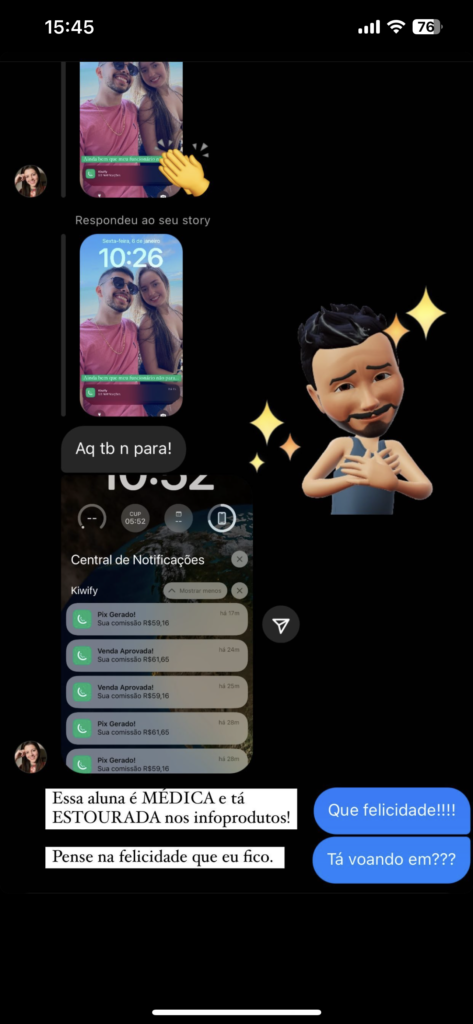 15:45
76
Respondeu ao seu story
Sexta-feira, 6 de janeiro
10:26
Aq tb n para!
10:52
--
CUP
05:52
--
Central de Notificações
Kiwify
Mostrar menos
Pix Gerado!
há 17m
Sua comissão R$59,16
Venda Aprovada!
há 24m
Sua comissão R$61,65
Venda Aprovada!
há 25m
Sua comissão R$59,16
Pix Gerado!
há 28m
Sua comissão R$61,65
Pix Gerado!
há 28m
Sua comissão R$59,16
Essa aluna é MÉDICA e tá
ESTOURADA nos infoprodutos!
Que felicidade!!!!
Pense na felicidade que eu fico.
Tá voando em???